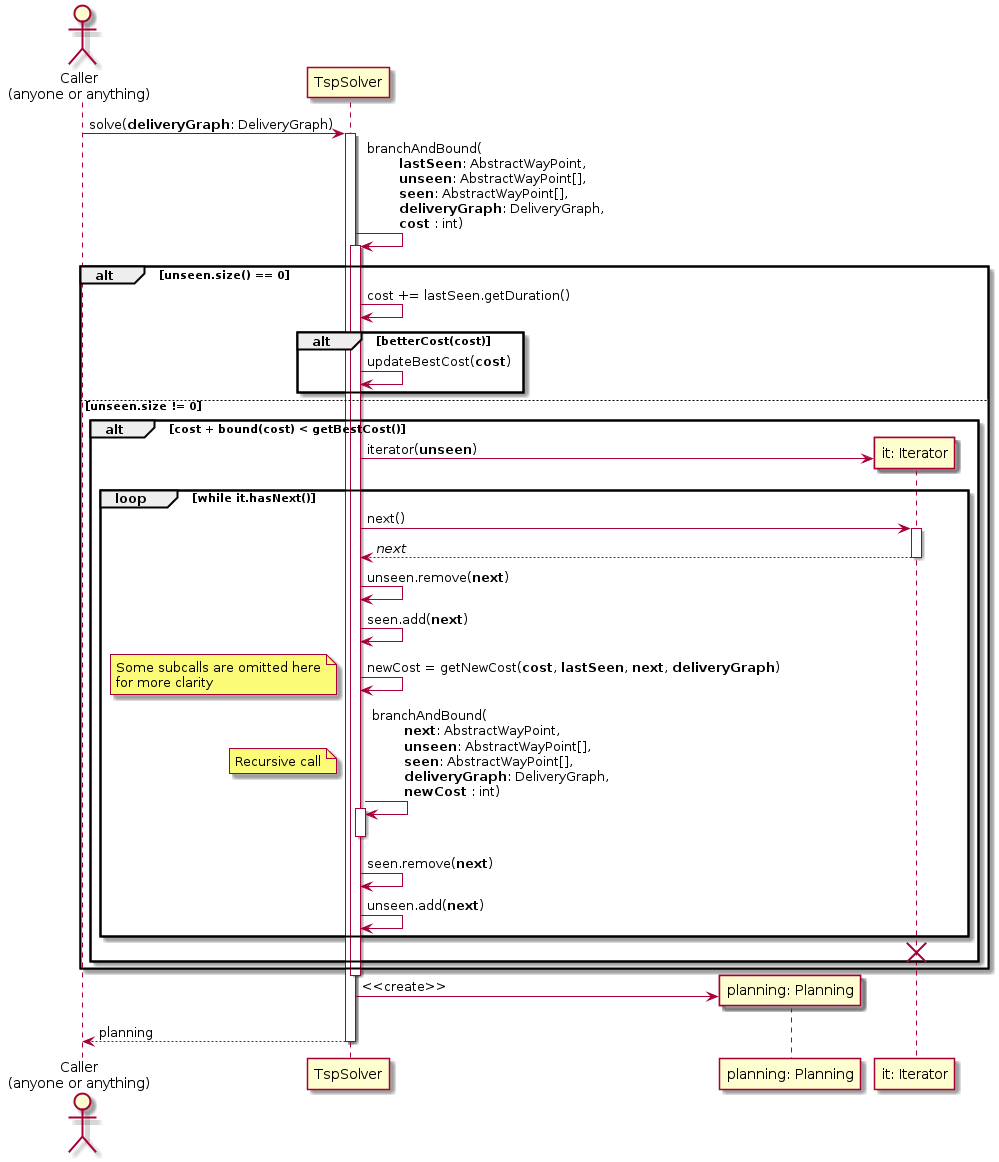 Caller
(anyone or anything)
TspSolver
solve(deliveryGraph: DeliveryGraph)
branchAndBound(
lastSeen: AbstractWayPoint,
unseen: AbstractWayPoint[],
seen: AbstractWayPoint[],
deliveryGraph: DeliveryGraph,
cost : int)
alt [unseen.size() == 0]
cost += lastSeen.getDuration()
alt [betterCost(cost)]
updateBestCost(cost)
[unseen.size != 0]
alt [cost + bound(cost) < getBestCost()]
iterator(unseen)
it: Iterator
loop [while it.hasNext()]
next()
next
unseen.remove(next)
seen.add(next)
Some subcalls are omitted here
for more clarity
newCost = getNewCost(cost, lastSeen, next, deliveryGraph)
branchAndBound(
next: AbstractWayPoint,
unseen: AbstractWayPoint[],
seen: AbstractWayPoint[],
deliveryGraph: DeliveryGraph,
newCost : int)
Recursive call
seen.remove(next)
unseen.add(next)
<<create>>
planning: Planning
planning
Caller
(anyone or anything)
TspSolver
planning: Planning
it: Iterator